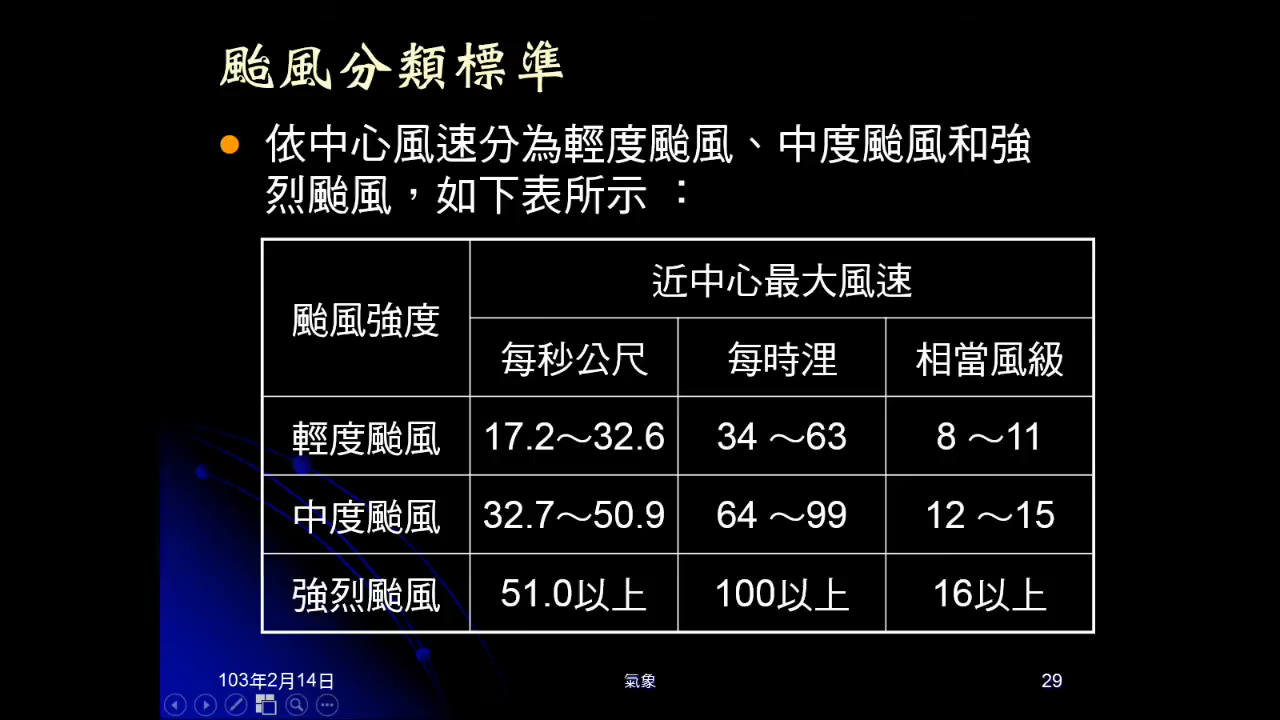 颱風分類標準
依中心風速分為輕度颱風、中度颱風和強
烈颱風，如下表所示 ：
颱風強度
近中心最大風速
每秒公尺 每時浬 相當風級
輕度颱風 17.2～32.6 34 ～63 8 ～11
中度颱風 32.7～50.9 64 ～99 12 ～15
強烈颱風 51.0以上 100以上 16以上
103年2月14日 氣象 29